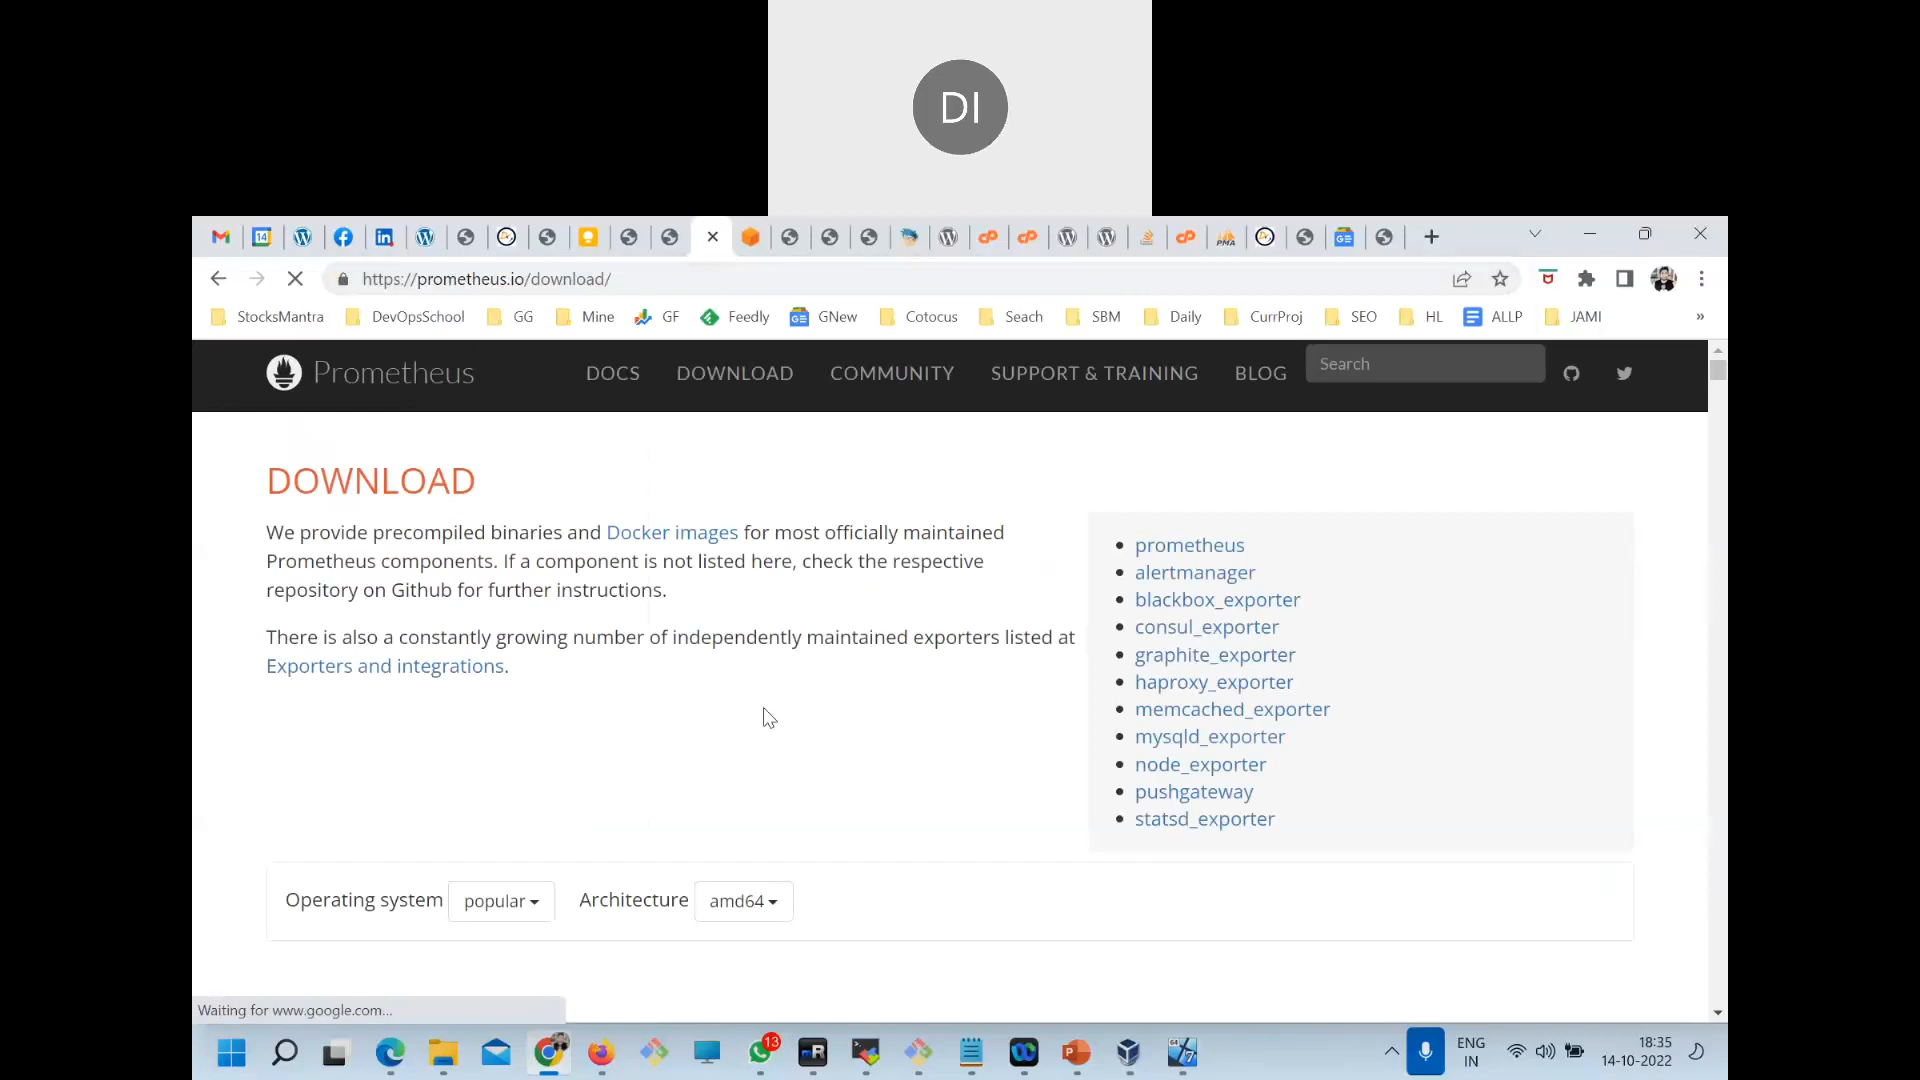 DI
14
PMA
GE
https://prometheus.io/download/
StocksMantra DevOpsSchool GG Mine GF Feedly GNew Cotocus Seach SBM Daily CurrProj SEO HL ALLP JAMI »
Prometheus DOCS DOWNLOAD COMMUNITY SUPPORT & TRAINING BLOG Search
DOWNLOAD
We provide precompiled binaries and Docker images for most officially maintained
Prometheus components. If a component is not listed here, check the respective
repository on Github for further instructions.
There is also a constantly growing number of independently maintained exporters listed at
Exporters and integrations.
• prometheus
• alertmanager
• blackbox_exporter
• consul_exporter
• graphite_exporter
• haproxy_exporter
• memcached_exporter
• mysqld_exporter
• node_exporter
• pushgateway
• statsd_exporter
Operating system popular Architecture amd64
Waiting for www.google.com...
13
ENG
IN
18:35
14-10-2022